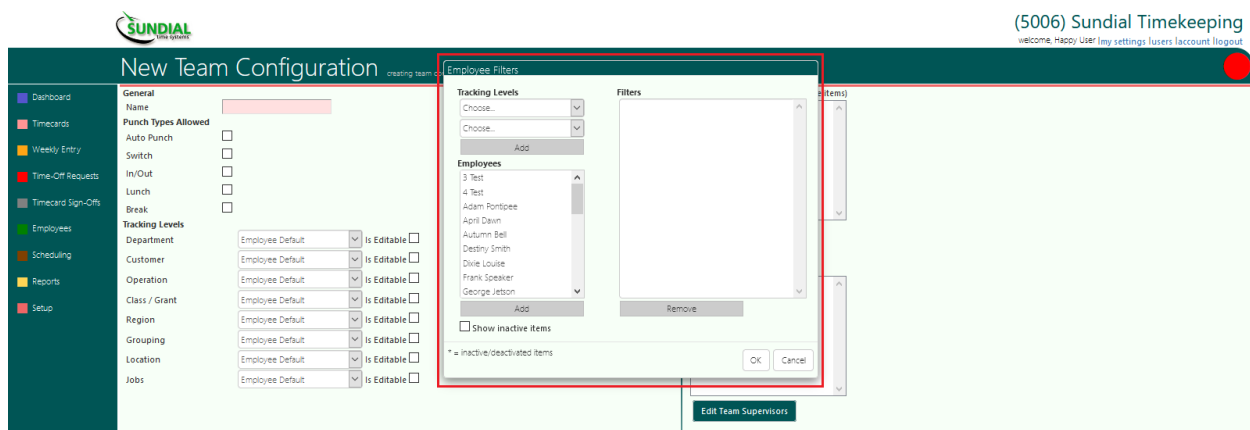 SUNDIAL
time systems
(5006) Sundial Timekeeping
welcome, Happy User |my settings |users |account |logout
New Team Configuration creating team co
Dashboard
Timecards
Weekly Entry
Time-Off Requests
Timecard Sign-Offs
Employees
Scheduling
Reports
Setup
General
Name
Punch Types Allowed
Auto Punch
Switch
In/Out
Lunch
Break
Tracking Levels
Department Employee Default Is Editable
Customer Employee Default Is Editable
Operation Employee Default Is Editable
Class / Grant Employee Default Is Editable
Region Employee Default Is Editable
Grouping Employee Default Is Editable
Location Employee Default Is Editable
Jobs Employee Default Is Editable
Employee Filters
Tracking Levels
Choose...
Choose...
Add
Employees
3 Test
4 Test
Adam Pontipee
April Dawn
Autumn Bell
Destiny Smith
Dixie Louise
Frank Speaker
George Jetson
Add
Show inactive items
* = inactive/deactivated items
Filters
Remove
OK Cancel
e items)
Edit Team Supervisors